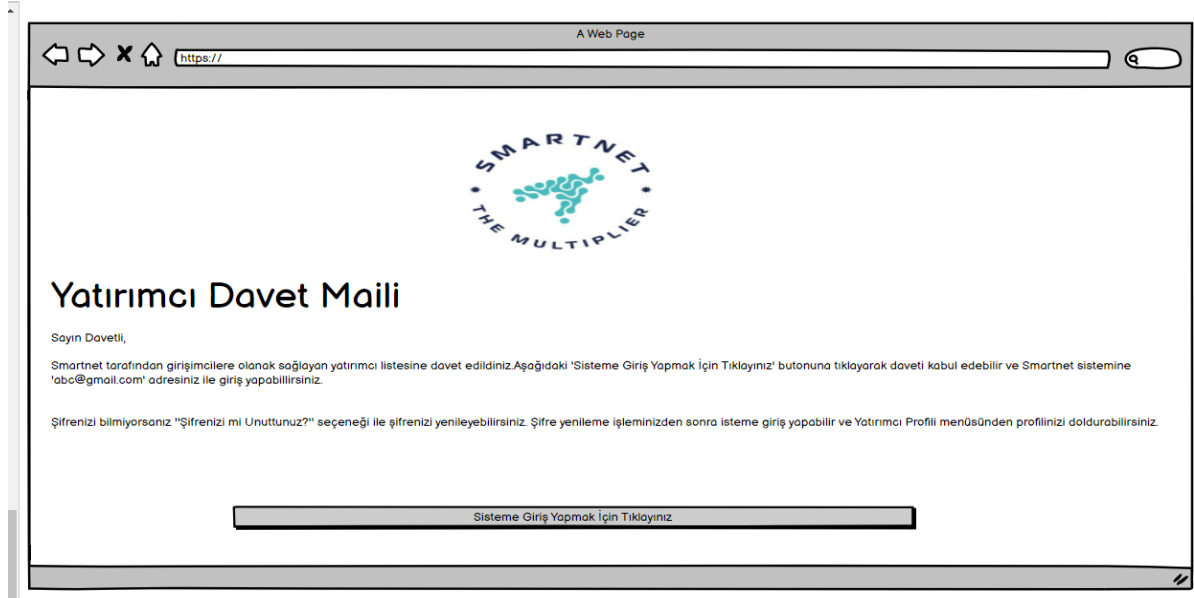 A Web Page
https://
SMARTNET
* THE MULTIPLIER *
Yatırımcı Davet Maili
Sayın Davetli,
Smartnet tarafından girişimcilere olanak sağlayan yatırımcı listesine davet edildiniz.Aşağıdaki 'Sisteme Giriş Yapmak İçin Tıklayınız' butonuna tıklayarak daveti kabul edebilir ve Smartnet sistemine
'abc@gmail.com' adresiniz ile giriş yapabillirsiniz.
Şifrenizi bilmiyorsanız "Şifrenizi mi Unuttunuz?" seçeneği ile şifrenizi yenileyebilirsiniz. Şifre yenileme işleminizden sonra isteme giriş yapabilir ve Yatırımcı Profili menüsünden profilinizi doldurabilirsiniz.
Sisteme Giriş Yapmak İçin Tıklayınız